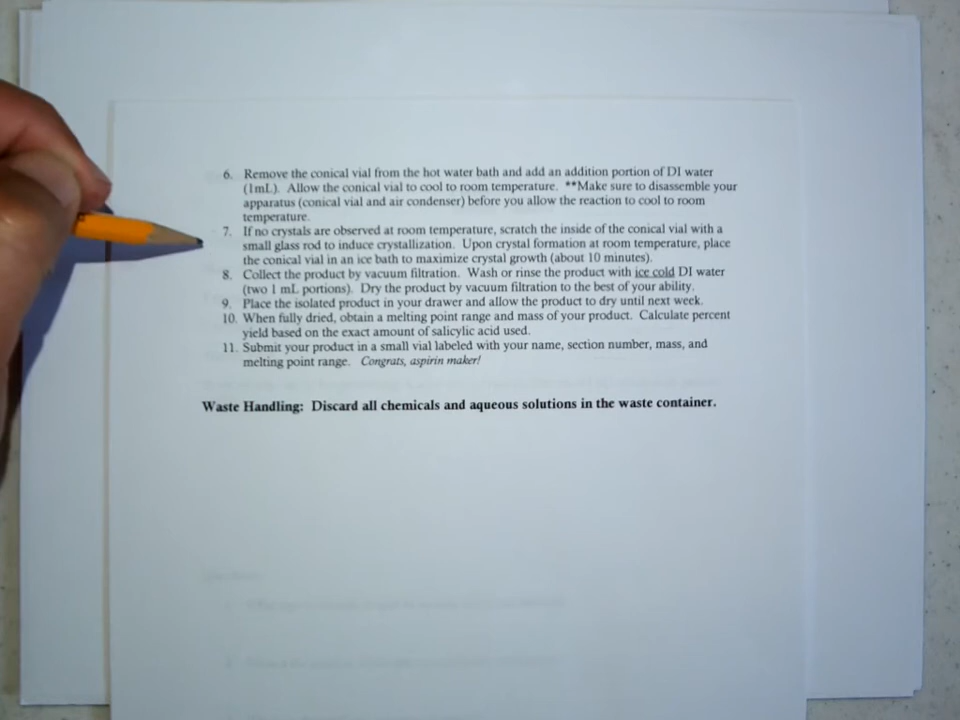 6. Remove the conical vial from the hot water bath and add an addition portion of DI water
(1mL). Allow the conical vial to cool to room temperature. **Make sure to disassemble your
apparatus (conical vial and air condenser) before you allow the reaction to cool to room
temperature.
7. If no crystals are observed at room temperature, scratch the inside of the conical vial with a
small glass rod to induce crystallization. Upon crystal formation at room temperature, place
the conical vial in an ice bath to maximize crystal growth (about 10 minutes).
8. Collect the product by vacuum filtration. Wash or rinse the product with ice cold DI water
(two 1 mL portions). Dry the product by vacuum filtration to the best of your ability.
9. Place the isolated product in your drawer and allow the product to dry until next week.
10. When fully dried, obtain a melting point range and mass of your product. Calculate percent
yield based on the exact amount of salicylic acid used.
11. Submit your product in a small vial labeled with your name, section number, mass, and
melting point range. Congrats, aspirin maker!
Waste Handling: Discard all chemicals and aqueous solutions in the waste container.